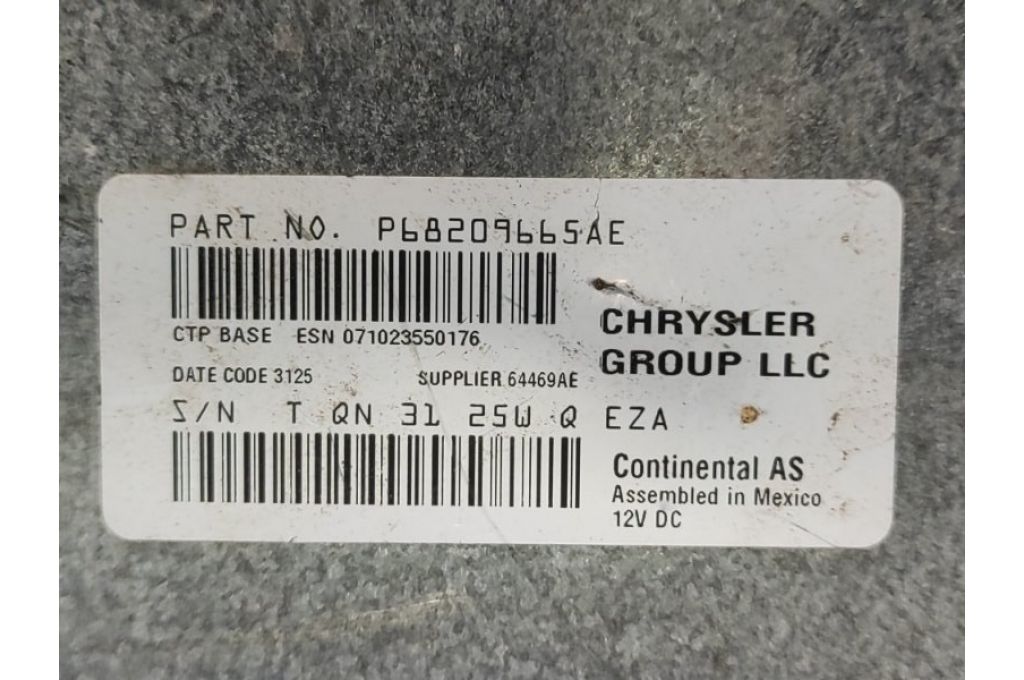 PART NO. P68209665AE
CTP BASE ESN 071023550176
CHRYSLER
GROUP LLC
DATE CODE 3125 SUPPLIER 64469AE
S/N T QN 31 25W Q EZA
Continental AS
Assembled in Mexico
12V DC